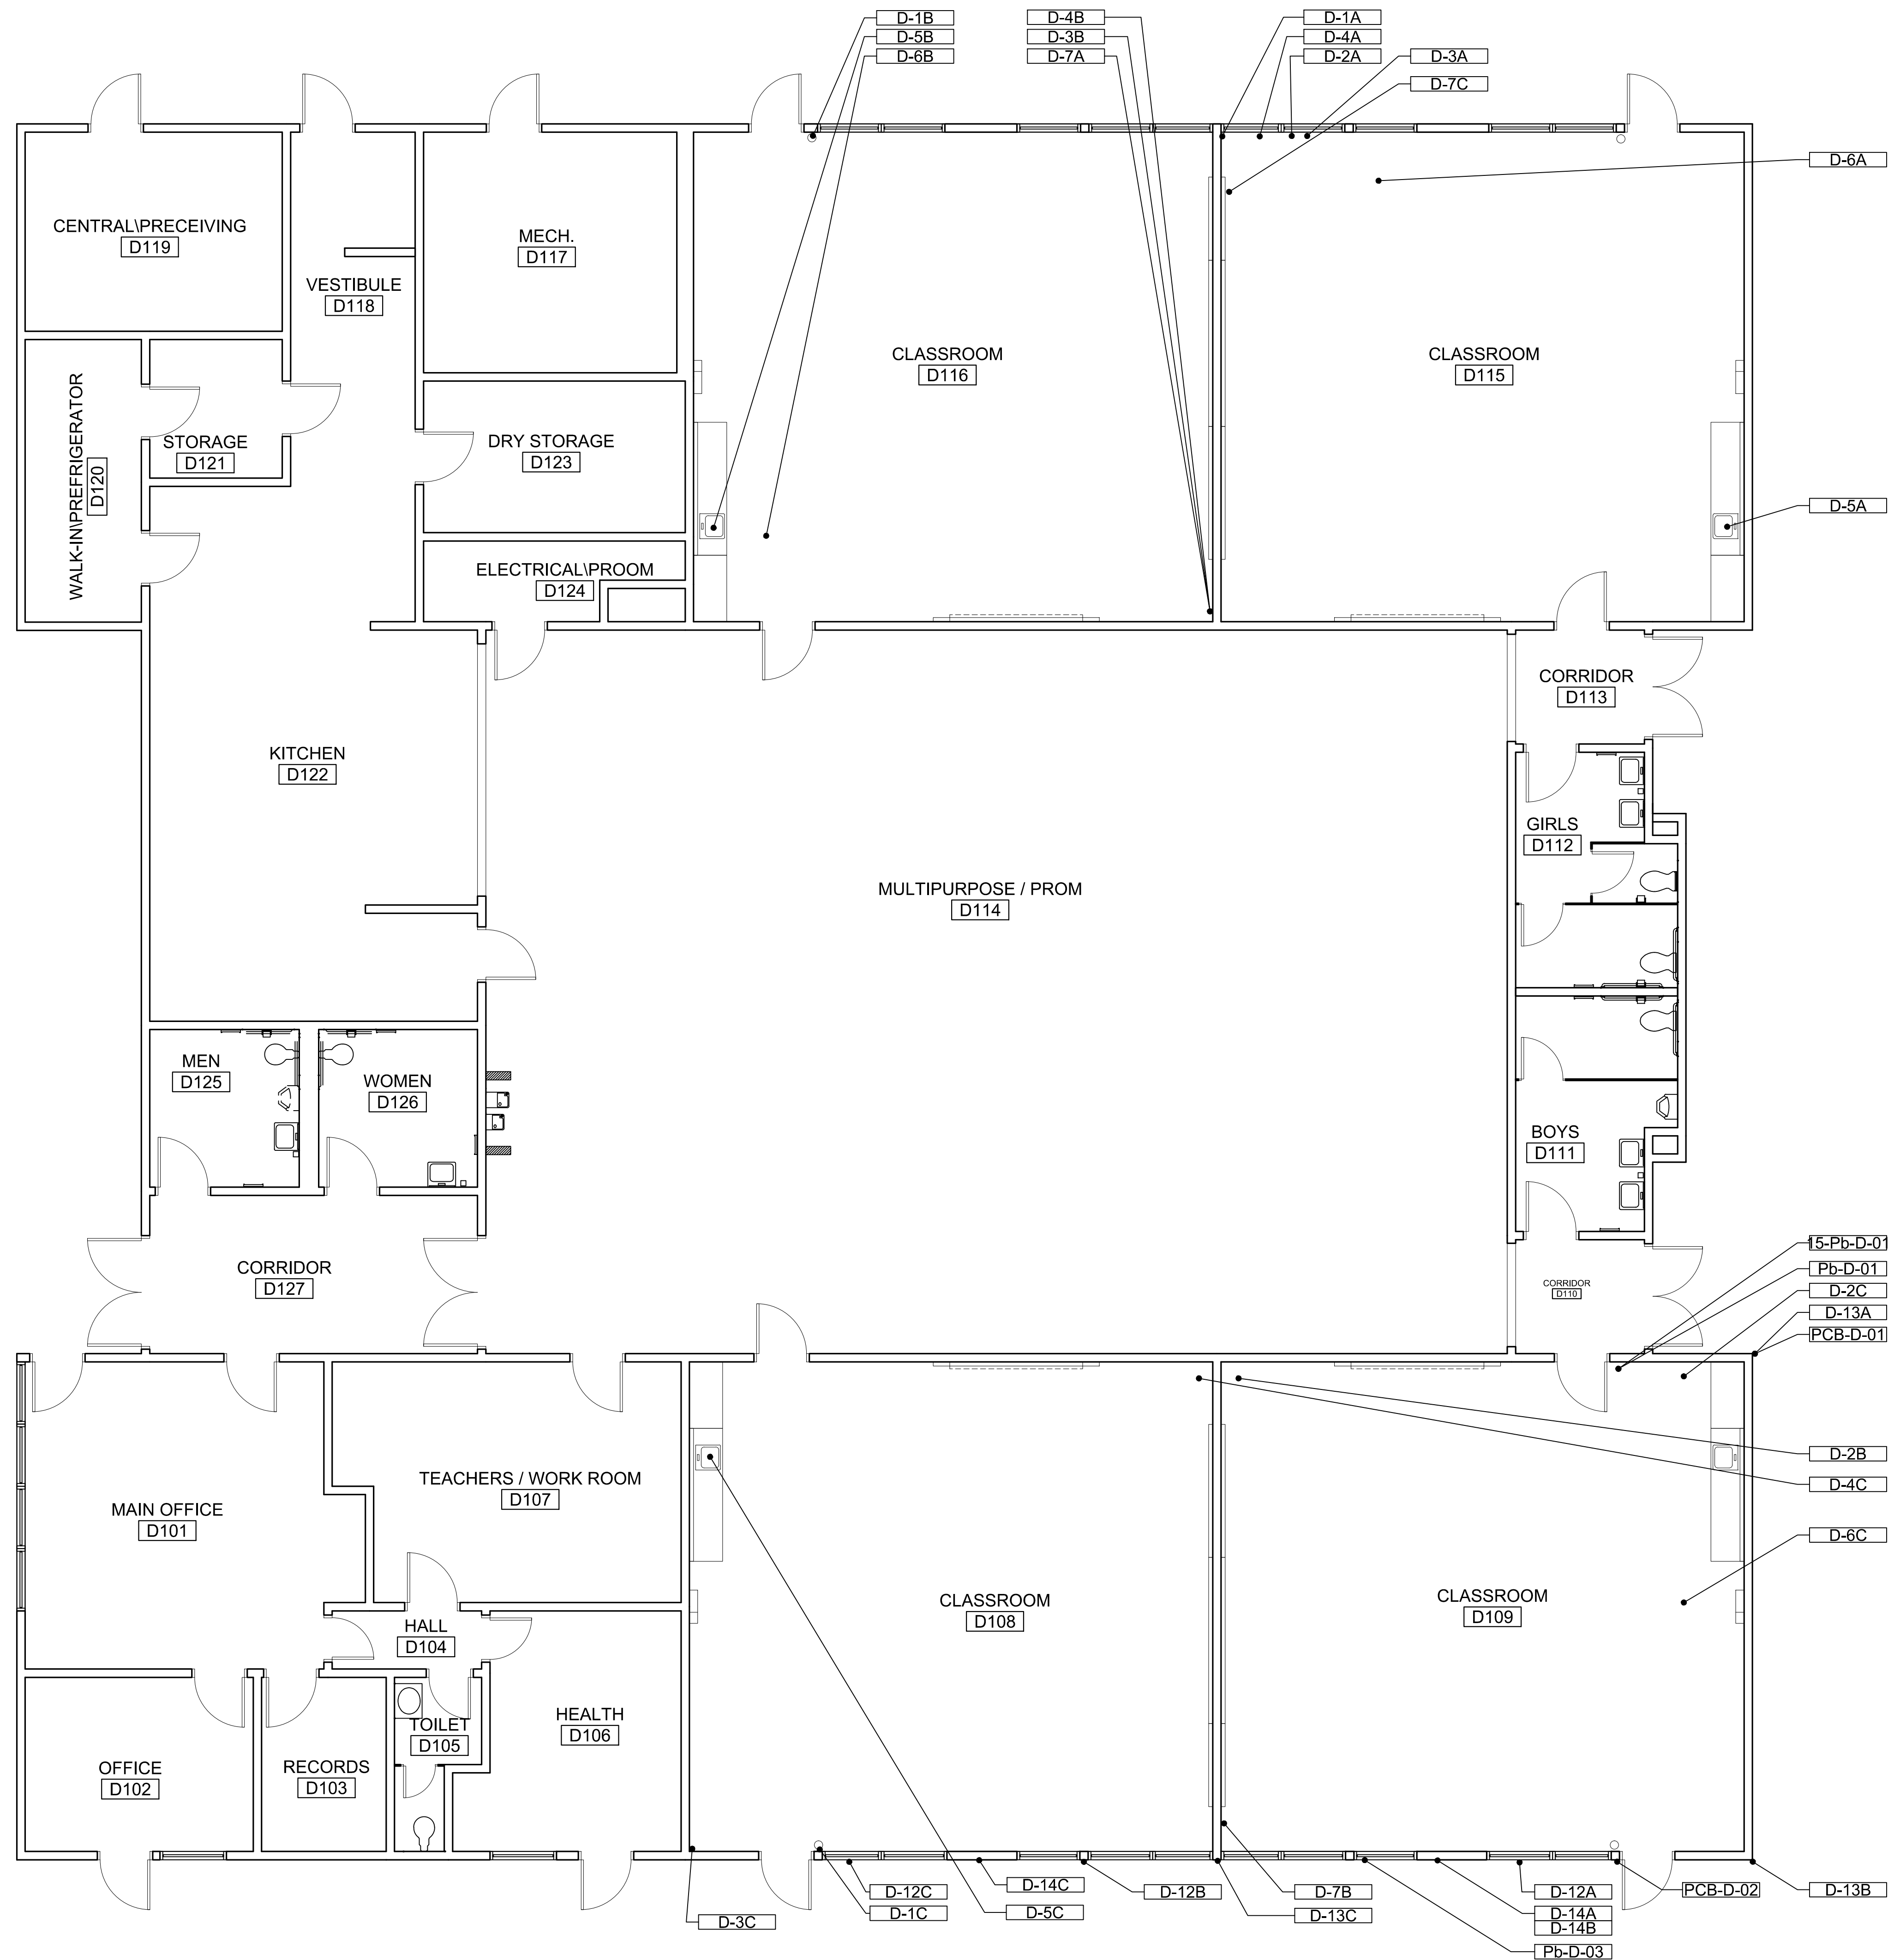 D-1B
D-4B
D-1A
D-5B
D-3B
D-4A
D-6B
D-7A
D-2A
D-3A
D-7C
D-6A
CENTRAL\PRECEIVING
D119
MECH.
D117
VESTIBULE
D118
CLASSROOM
D116
CLASSROOM
D115
WALK-IN\PREFRIGERATOR
D120
STORAGE
D121
DRY STORAGE
D123
D-5A
ELECTRICAL\PROOM
D124
CORRIDOR
D113
KITCHEN
D122
GIRLS
D112
MULTIPURPOSE / PROM
D114
MEN
D125
WOMEN
D126
BOYS
D111
15-Pb-D-01
Pb-D-01
CORRIDOR
D127
CORRIDOR
D110
D-2C
D-13A
PCB-D-01
D-2B
D-4C
TEACHERS / WORK ROOM
D107
MAIN OFFICE
D101
D-6C
CLASSROOM
D108
CLASSROOM
D109
HALL
D104
HEALTH
D106
TOILET
D105
OFFICE
D102
RECORDS
D103
D-14C
D-12C
D-12B
D-7B
D-12A
PCB-D-02
D-13B
D-1C
D-5C
D-13C
D-14A
D-3C
D-14B
Pb-D-03